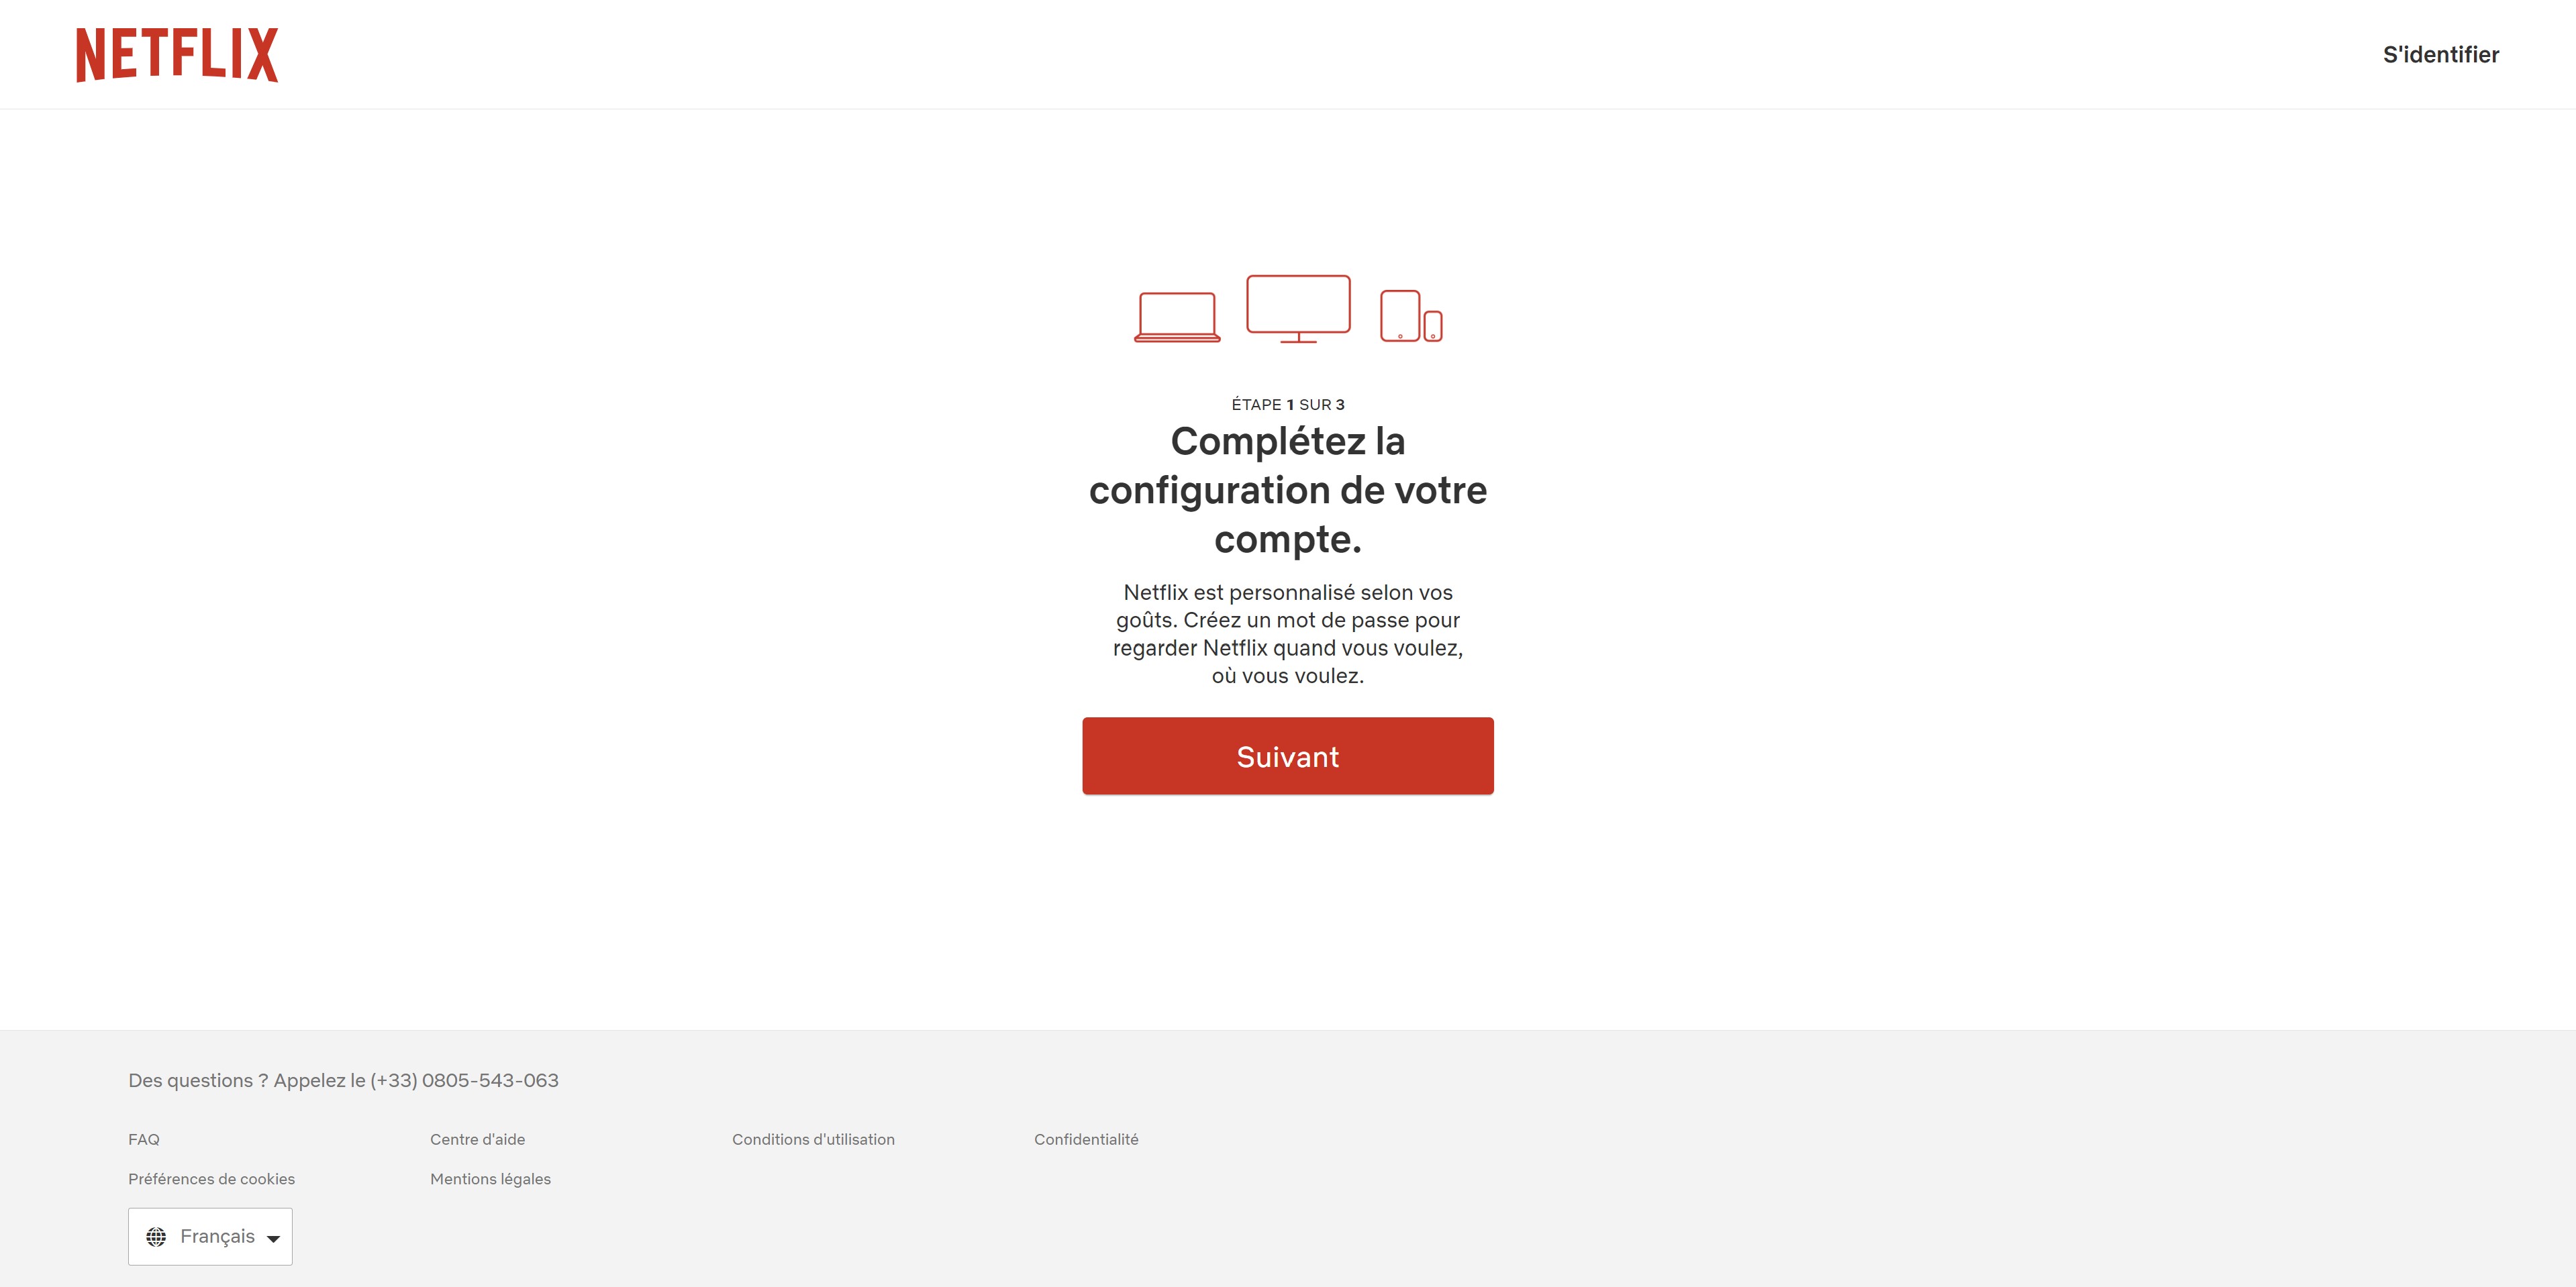 NETFLIX
S'identifier
ÉTAPE 1 SUR 3
Complétez la
configuration de votre
compte.
Netflix est personnalisé selon vos
goûts. Créez un mot de passe pour
regarder Netflix quand vous voulez,
où vous voulez.
Suivant
Des questions ? Appelez le (+33) 0805-543-063
FAQ
Centre d'aide
Conditions d'utilisation
Confidentialité
Préférences de cookies
Mentions légales
Français